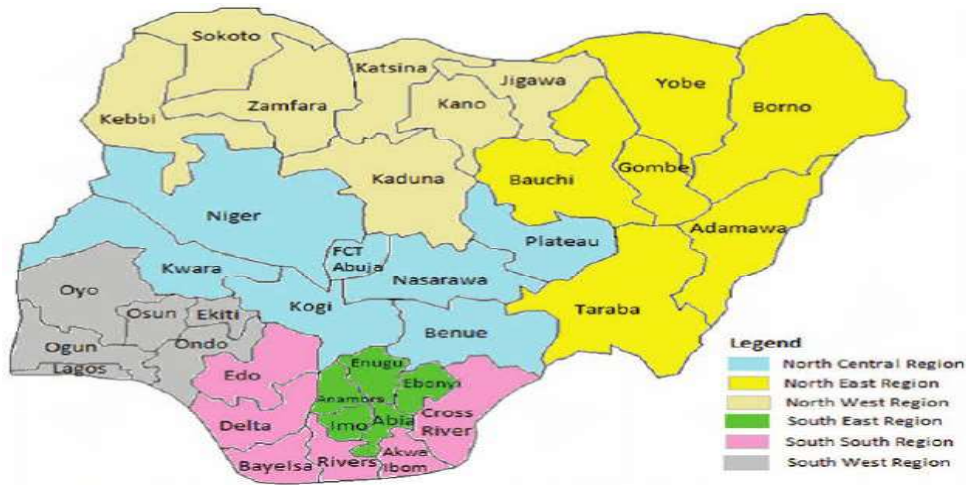 Sokoto
Katsina
Jigawa
Yobe
Borno
Kebbi
Zamfara
Kano
Kaduna
Bauchi
Gombe
Adamawa
Niger
FCT
Abuja
Plateau
Kwara
Nasarawa
Oyo
Kogi
Taraba
Osun
Ekiti
Benue
Ogun
Ondo
Lagos
Edo
Enugu
Ebonyi
Anamors
Delta
Imo
Abia
Cross
River
Bayelsa
Rivers
Akwa
Ibom
Legend
North Central Region
North East Region
North West Region
South East Region
South South Region
South West Region